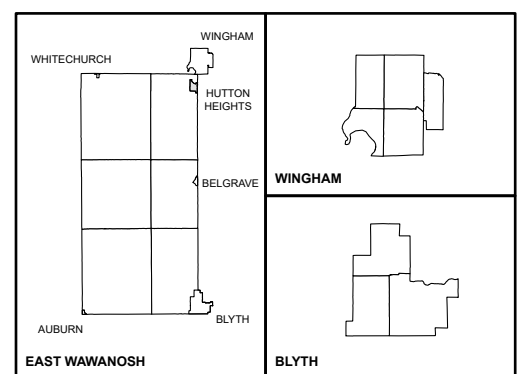 WINGHAM
WHITECHURCH
HUTTON
HEIGHTS
BELGRAVE
BLYTH
AUBURN
EAST WAWANOSH
WINGHAM
BLYTH